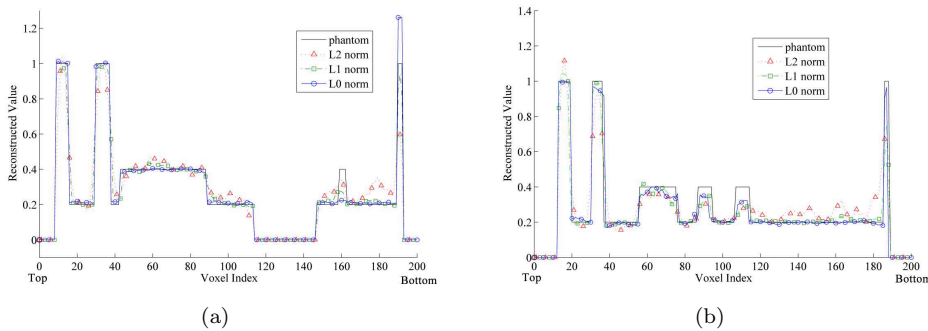 phantom
L2 norm
L1 norm
L0 norm
Reconstructed Value
1.2
1
0.8
0.6
0.4
0.2
0
0 20 40 60 80 100 120 140 160 180 200
Top Voxel Index Bottom
(a)
phantom
L2 norm
L1 norm
L0 norm
Reconstructed Value
1.4
1.2
1
0.8
0.6
0.4
0.2
0
0 20 40 60 80 100 120 140 160 180 200
Top Voxel Index Bottom
(b)